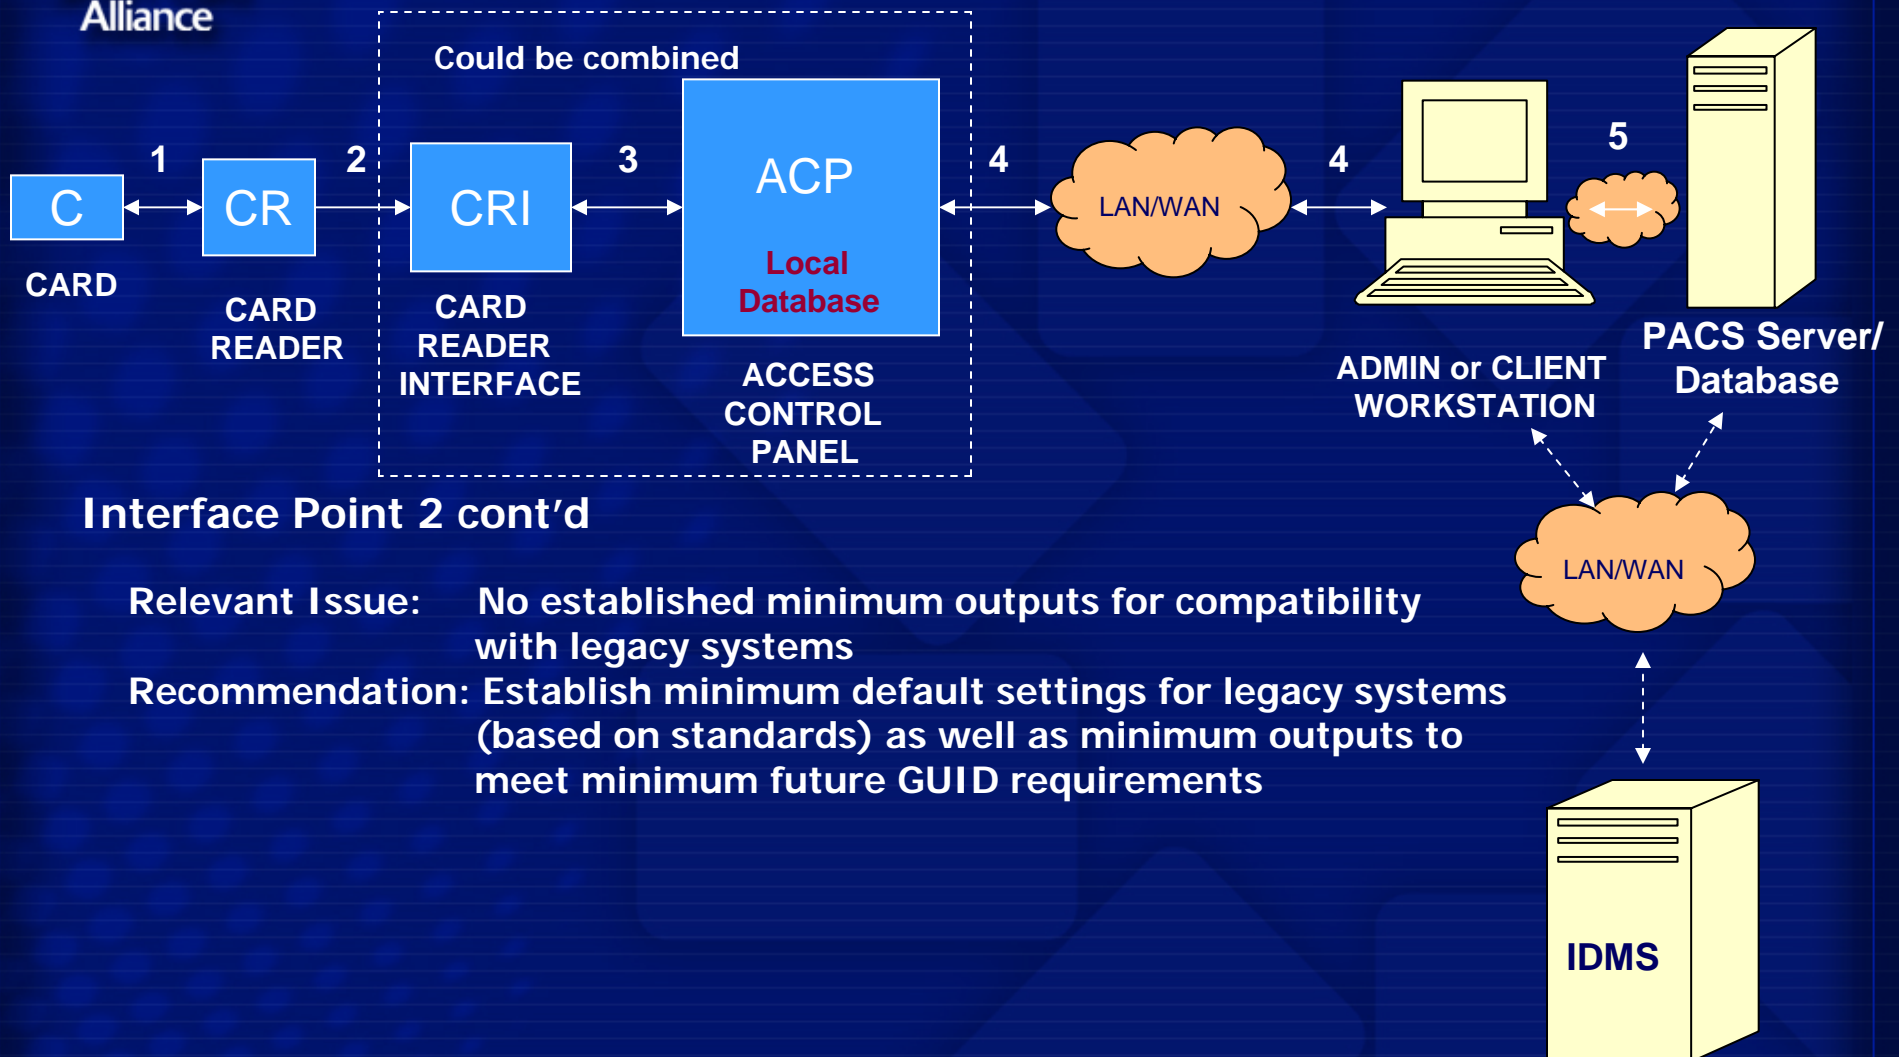 Alliance
Could be combined
1
2
3
4
4
5
C
CR
CRI
ACP
Local
Database
LAN/WAN
CARD
CARD
READER
CARD
READER
INTERFACE
ACCESS
CONTROL
PANEL
ADMIN or CLIENT
WORKSTATION
PACS Server/
Database
Interface Point 2 cont'd
LAN/WAN
Relevant Issue: No established minimum outputs for compatibility
with legacy systems
Recommendation: Establish minimum default settings for legacy systems
(based on standards) as well as minimum outputs to
meet minimum future GUID requirements
IDMS